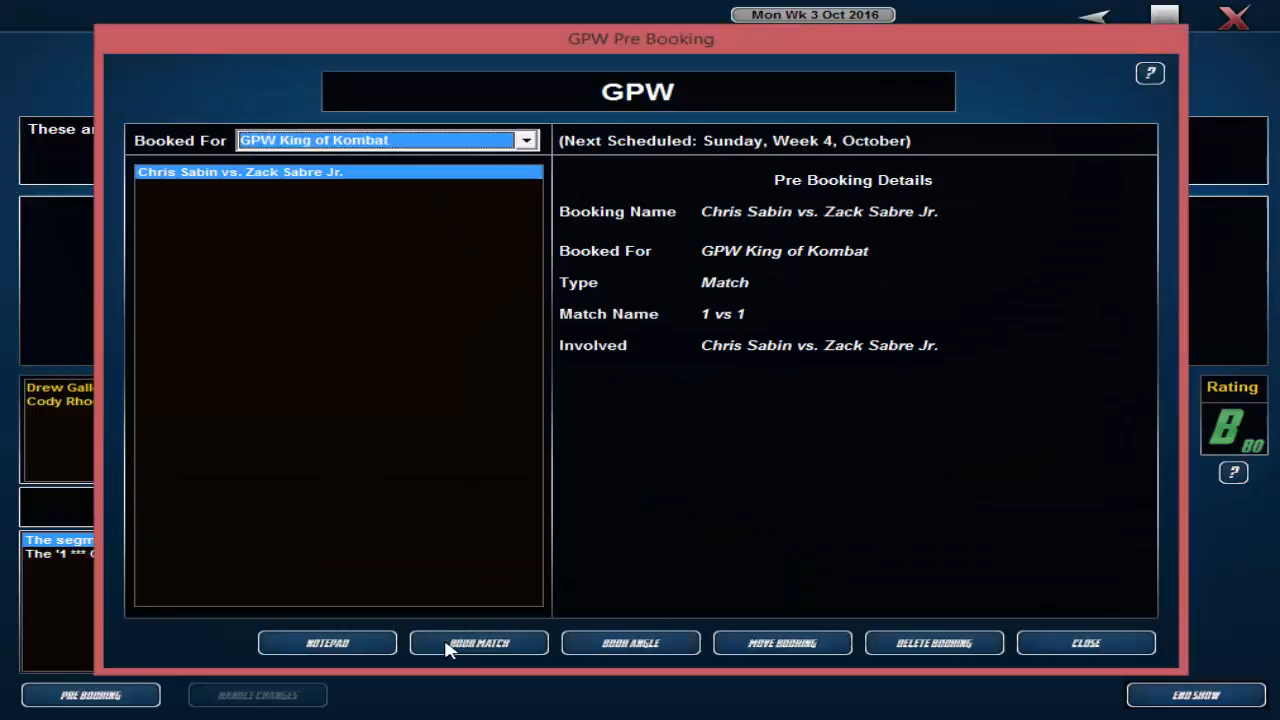 Mon Wk 3 Oct 2016
GPW Pre Booking
?
GPW
These a
Booked For GPW King of Kombat
(Next Scheduled: Sunday, Week 4, October)
Chris Sabin vs. Zack Sabre Jr.
Pre Booking Details
Booking Name Chris Sabin vs. Zack Sabre Jr.
Booked For GPW King of Kombat
Type Match
Match Name 1 vs 1
Involved Chris Sabin vs. Zack Sabre Jr.
Drew Gall
Cody Rho
Rating
B 80
?
The segm
The '1 ***
NOTEPAD BOOK MATCH BOOK ANGLE MOVE BOOKING DELETE BOOKING CLOSE
PRE BOOKING HANDLE CHANGES END SHOW